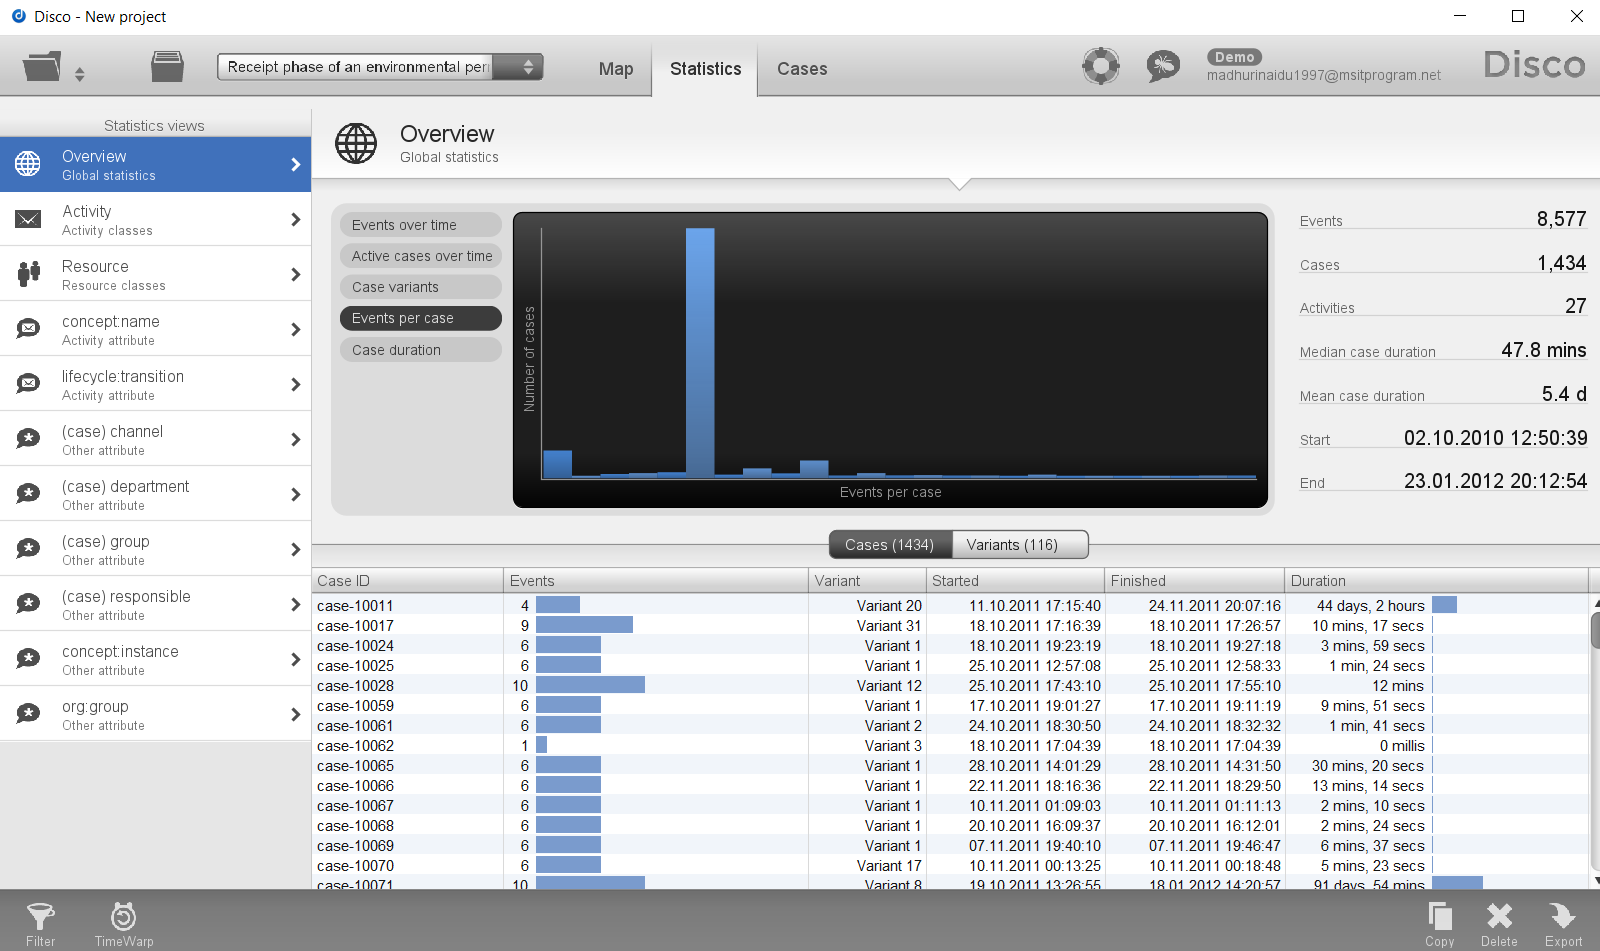 Disco - New project
Receipt phase of an environmental per
Map
Statistics
Cases
Demo
madhurinaidu1997@msitprogram.net
Disco
Statistics views
Overview
Global statistics
Activity
Activity classes
Resource
Resource classes
concept:name
Activity attribute
lifecycle:transition
Activity attribute
(case) channel
Other attribute
(case) department
Other attribute
(case) group
Other attribute
(case) responsible
Other attribute
concept:instance
Other attribute
org:group
Other attribute
Overview
Global statistics
Events over time
Active cases over time
Case variants
Events per case
Case duration
Number of cases
Events per case
Events 8,577
Cases 1,434
Activities 27
Median case duration 47.8 mins
Mean case duration 5.4 d
Start 02.10.2010 12:50:39
End 23.01.2012 20:12:54
Cases (1434) Variants (116)
Case ID Events Variant Started Finished Duration
case-10011 4 Variant 20 11.10.2011 17:15:40 24.11.2011 20:07:16 44 days, 2 hours
case-10017 9 Variant 31 18.10.2011 17:16:39 18.10.2011 17:26:57 10 mins, 17 secs
case-10024 6 Variant 1 18.10.2011 19:23:19 18.10.2011 19:27:18 3 mins, 59 secs
case-10025 6 Variant 1 25.10.2011 12:57:08 25.10.2011 12:58:33 1 min, 24 secs
case-10028 10 Variant 12 25.10.2011 17:43:10 25.10.2011 17:55:10 12 mins
case-10059 6 Variant 1 17.10.2011 19:01:27 17.10.2011 19:11:19 9 mins, 51 secs
case-10061 6 Variant 2 24.10.2011 18:30:50 24.10.2011 18:32:32 1 min, 41 secs
case-10062 1 Variant 3 18.10.2011 17:04:39 18.10.2011 17:04:39 0 millis
case-10065 6 Variant 1 28.10.2011 14:01:29 28.10.2011 14:31:50 30 mins, 20 secs
case-10066 6 Variant 1 22.11.2011 18:16:36 22.11.2011 18:29:50 13 mins, 14 secs
case-10067 6 Variant 1 10.11.2011 01:09:03 10.11.2011 01:11:13 2 mins, 10 secs
case-10068 6 Variant 1 20.10.2011 16:09:37 20.10.2011 16:12:01 2 mins, 24 secs
case-10069 6 Variant 1 07.11.2011 19:40:10 07.11.2011 19:46:47 6 mins, 37 secs
case-10070 6 Variant 17 10.11.2011 00:13:25 10.11.2011 00:18:48 5 mins, 23 secs
case-10071 10 Variant 8 19.10.2011 13:26:55 18.01.2012 14:20:57 91 days, 54 mins
Filter
TimeWarp
Copy
Delete
Export